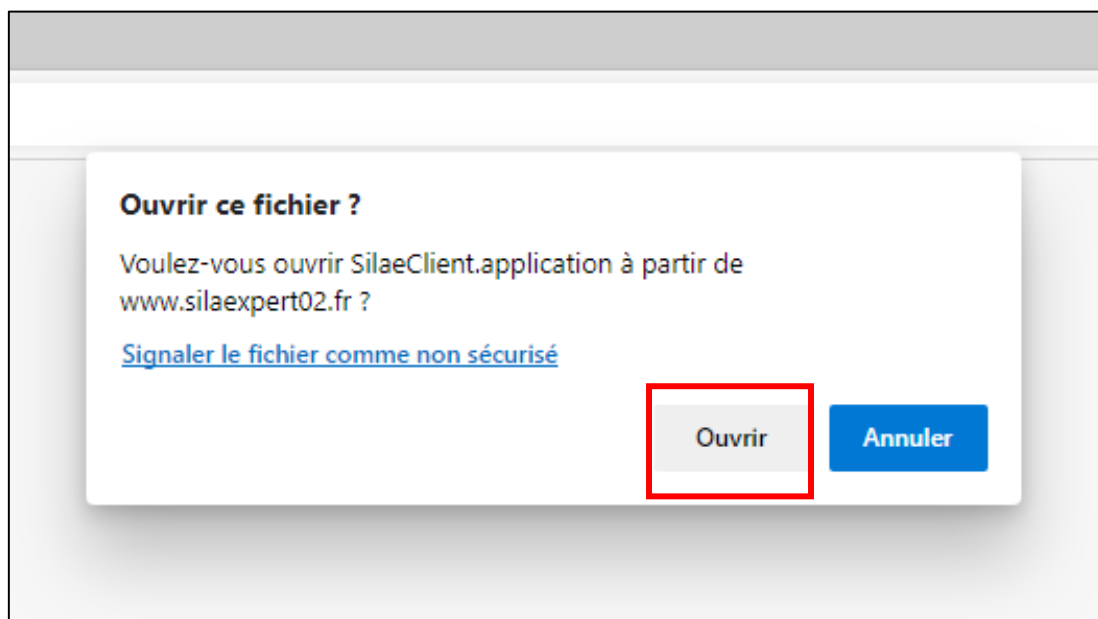 Ouvrir ce fichier ?
Voulez-vous ouvrir SilaeClient.application à partir de
www.silaexpert02.fr ?
Signaler le fichier comme non sécurisé
Ouvrir
Annuler